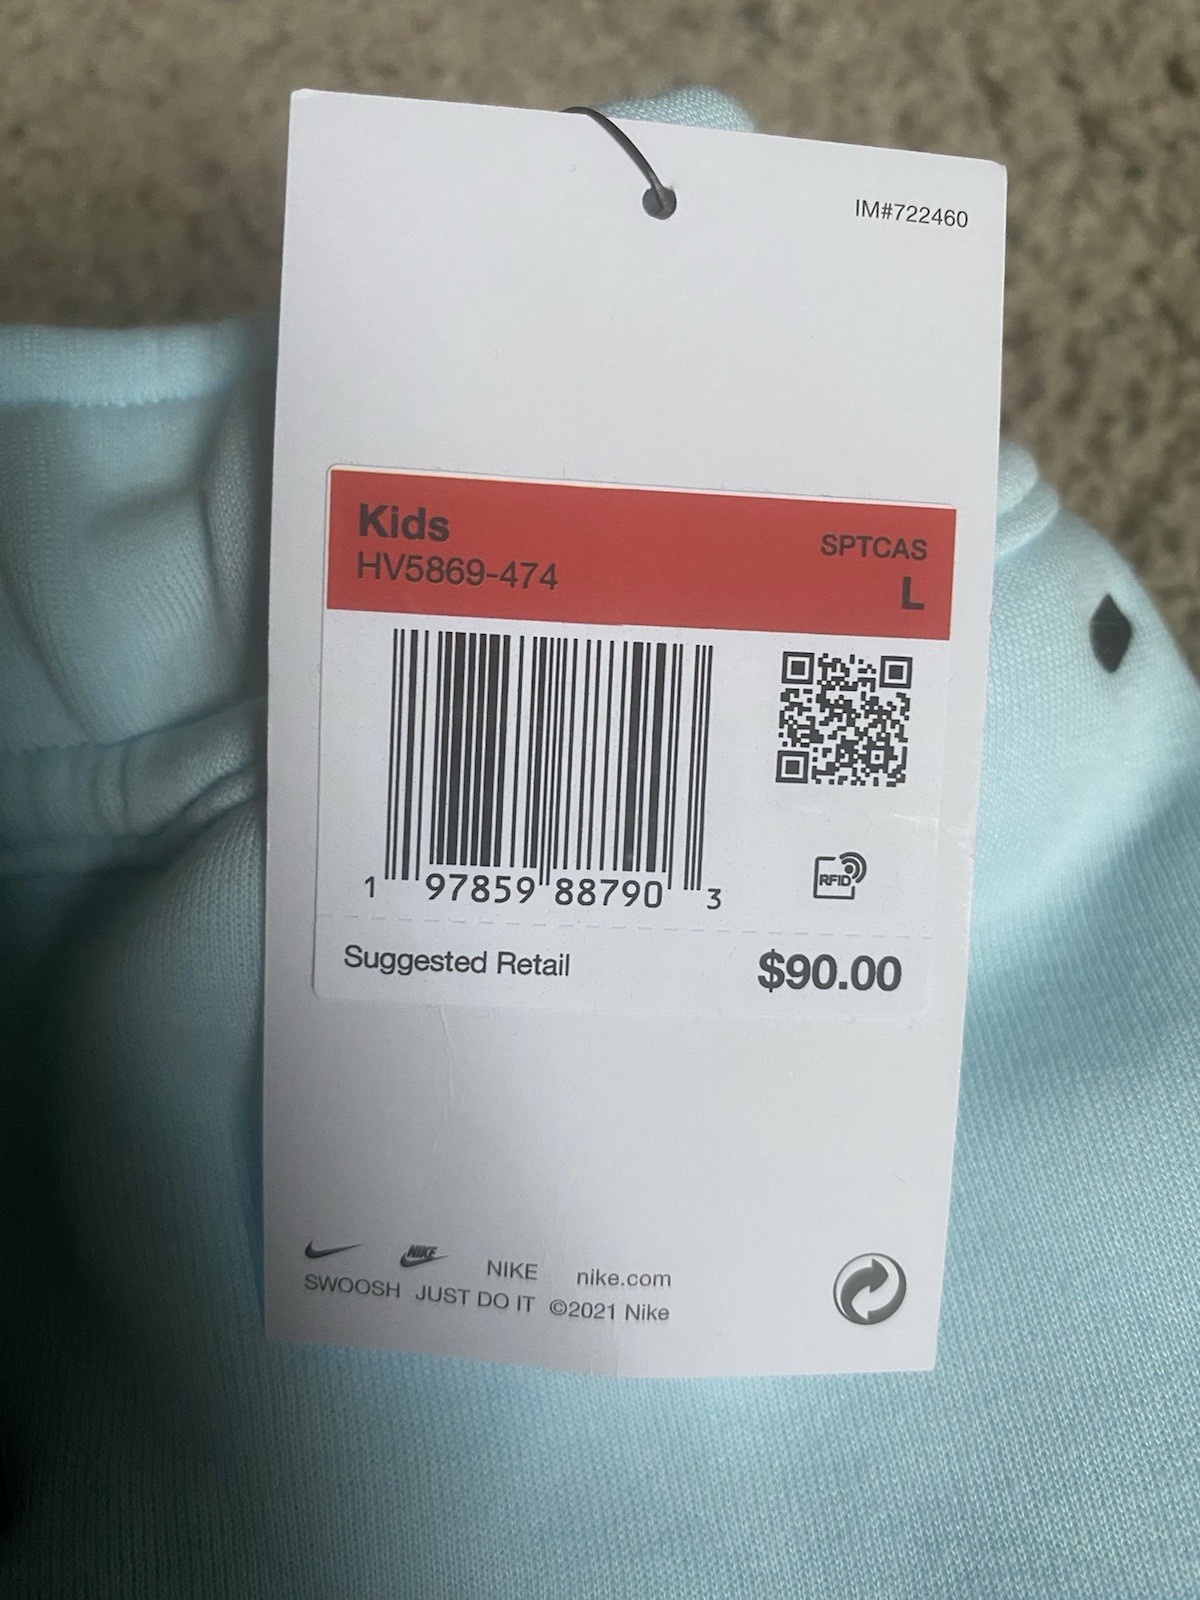 IM#722460
Kids
SPTCAS
HV5869-474
L
RFID
1 97859 88790 3
Suggested Retail
$90.00
NIKE NIKE nike.com
SWOOSH JUST DO IT ©2021 Nike